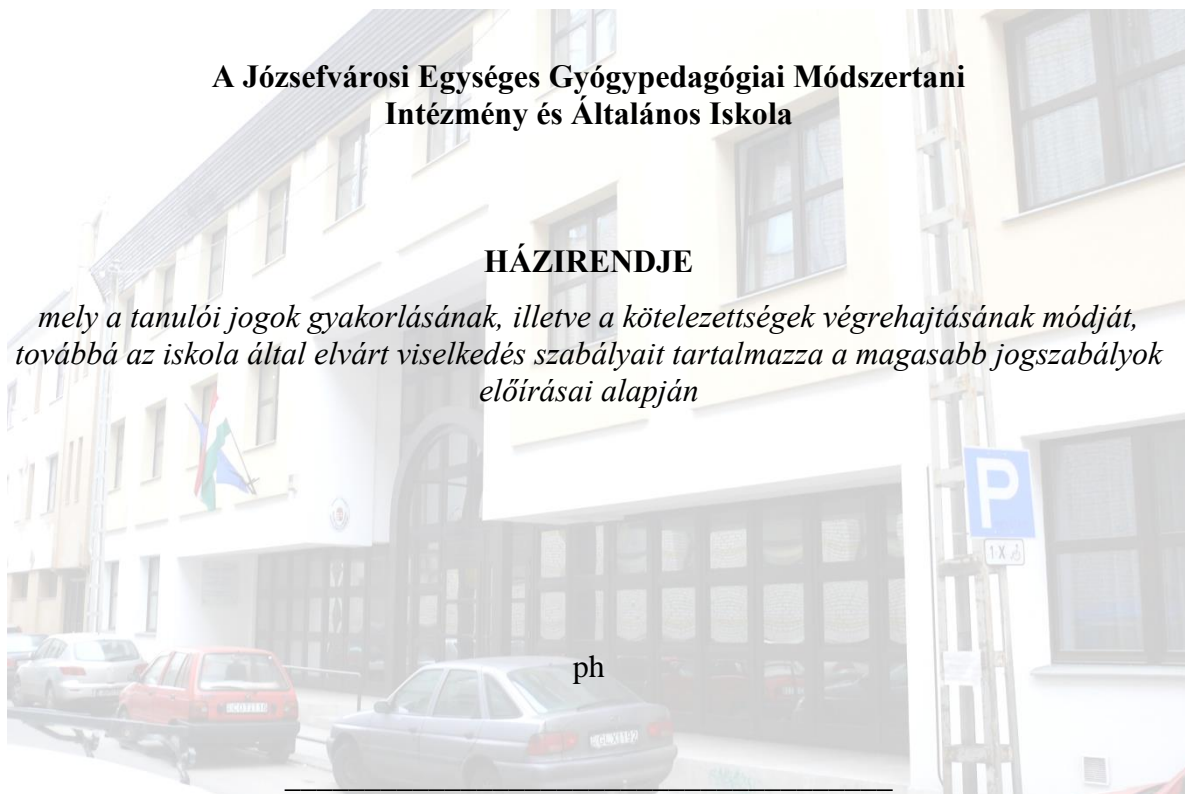 A Józsefvárosi Egységes Gyógypedagógiai Módszertani
Intézmény és Általános Iskola
HÁZIRENDJE
mely a tanulói jogok gyakorlásának, illetve a kötelezettségek végrehajtásának módját,
továbbá az iskola által elvárt viselkedés szabályait tartalmazza a magasabb jogszabályok
előírásai alapján
P
ph